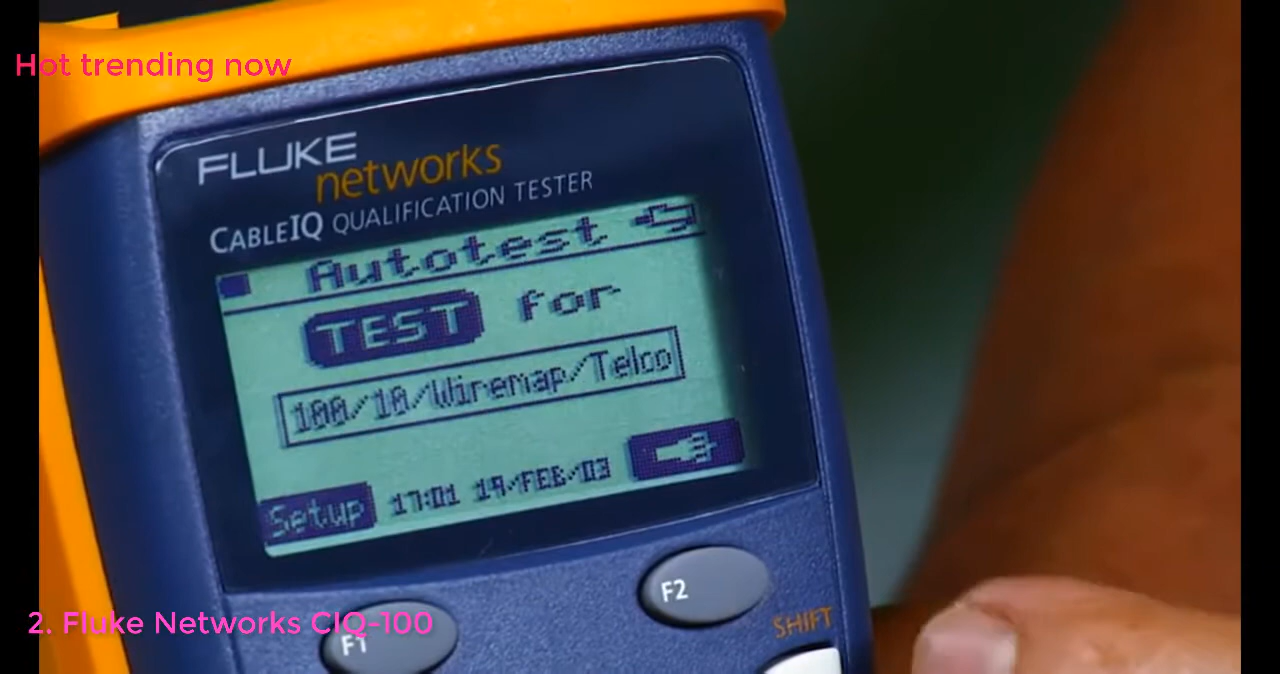 Hot trending now
FLUKE
networks
CABLEIQ QUALIFICATION TESTER
Autotest
TEST for
100/10/Wiremap/Telco
Setup 17:01 19/FEB/03
F2
2. Fluke Networks CIQ-100
F1
SHIFT